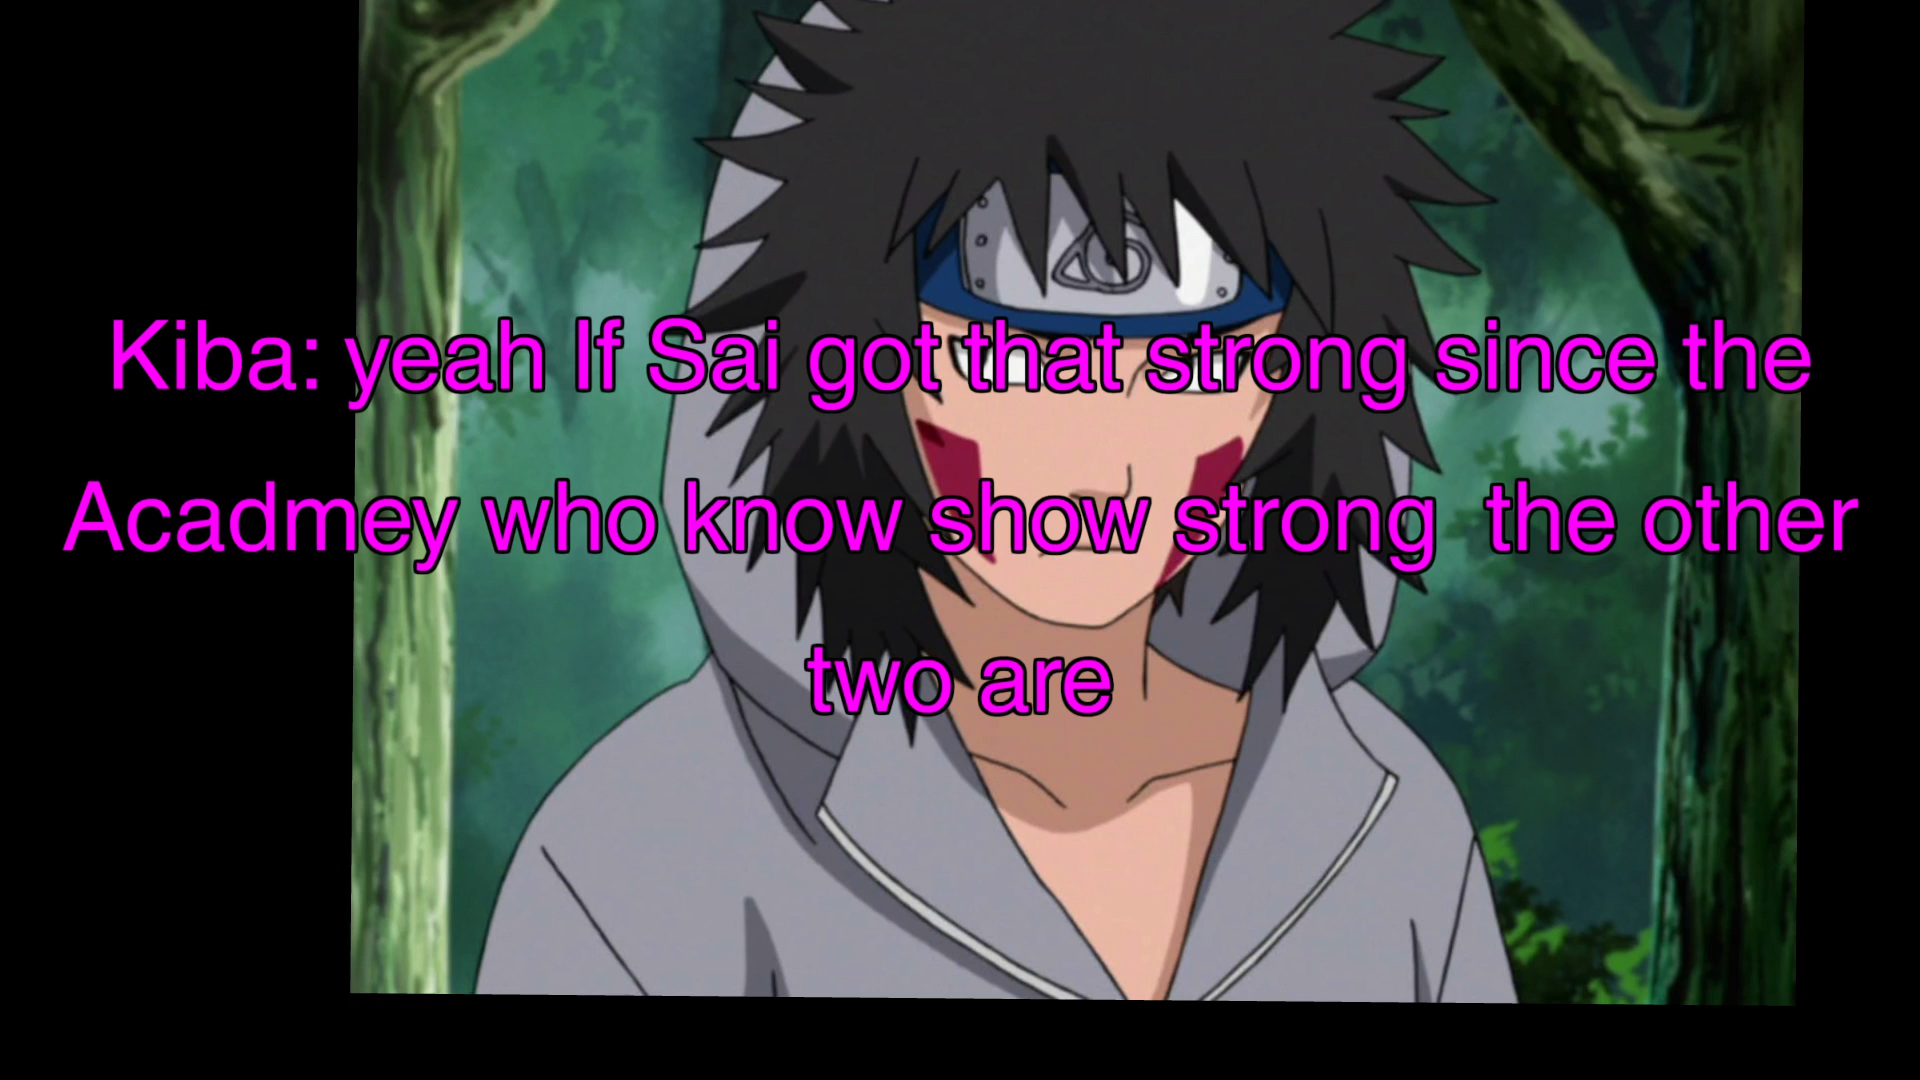 Kiba: yeah If Sai got that strong since the
Acadmey who know show strong  the other
two are